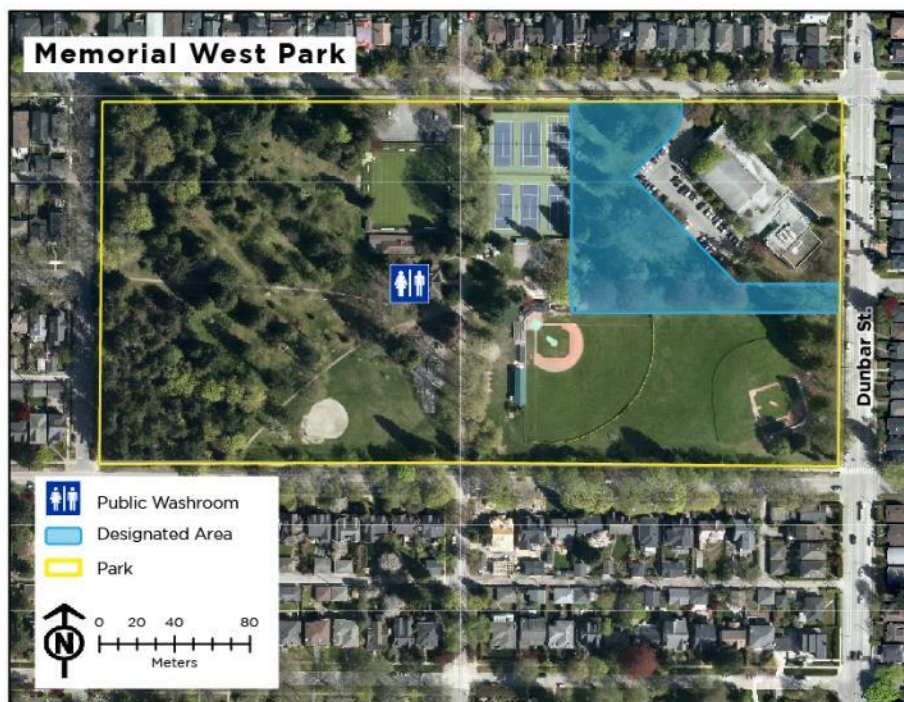 Memorial West Park
Dunbar St.
Public Washroom
Designated Area
Park
N
0 20 40 80
Meters